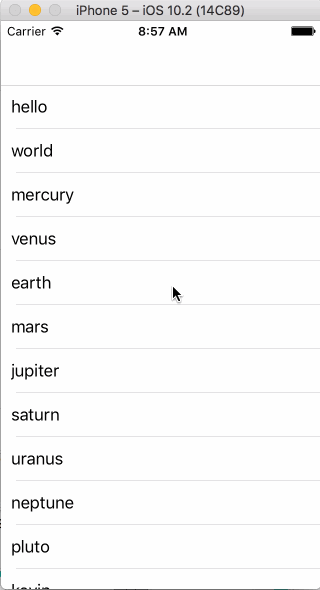 iPhone 5 – iOS 10.2 (14C89)
Carrier 8:57 AM
hello
world
mercury
venus
earth
mars
jupiter
saturn
uranus
neptune
pluto
kevin